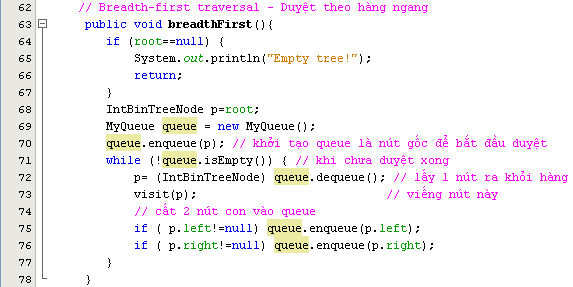 62 // Breadth-first traversal - Duyệt theo hàng ngang
63 public void breadthFirst(){
64 if (root==null) {
65 System.out.println("Empty tree!");
66 return;
67 }
68 IntBinTreeNode p=root;
69 MyQueue queue = new MyQueue();
70 queue.enqueue(p); // khởi tạo queue là nút gốc để bắt đầu duyệt
71 while (!queue.isEmpty()) { // khi chưa duyệt xong
72 p= (IntBinTreeNode) queue.dequeue(); // lấy 1 nút ra khỏi hàng
73 visit(p); // viếng nút này
74 // cất 2 nút con vào queue
75 if ( p.left!=null) queue.enqueue(p.left);
76 if ( p.right!=null) queue.enqueue(p.right);
77 }
78 }